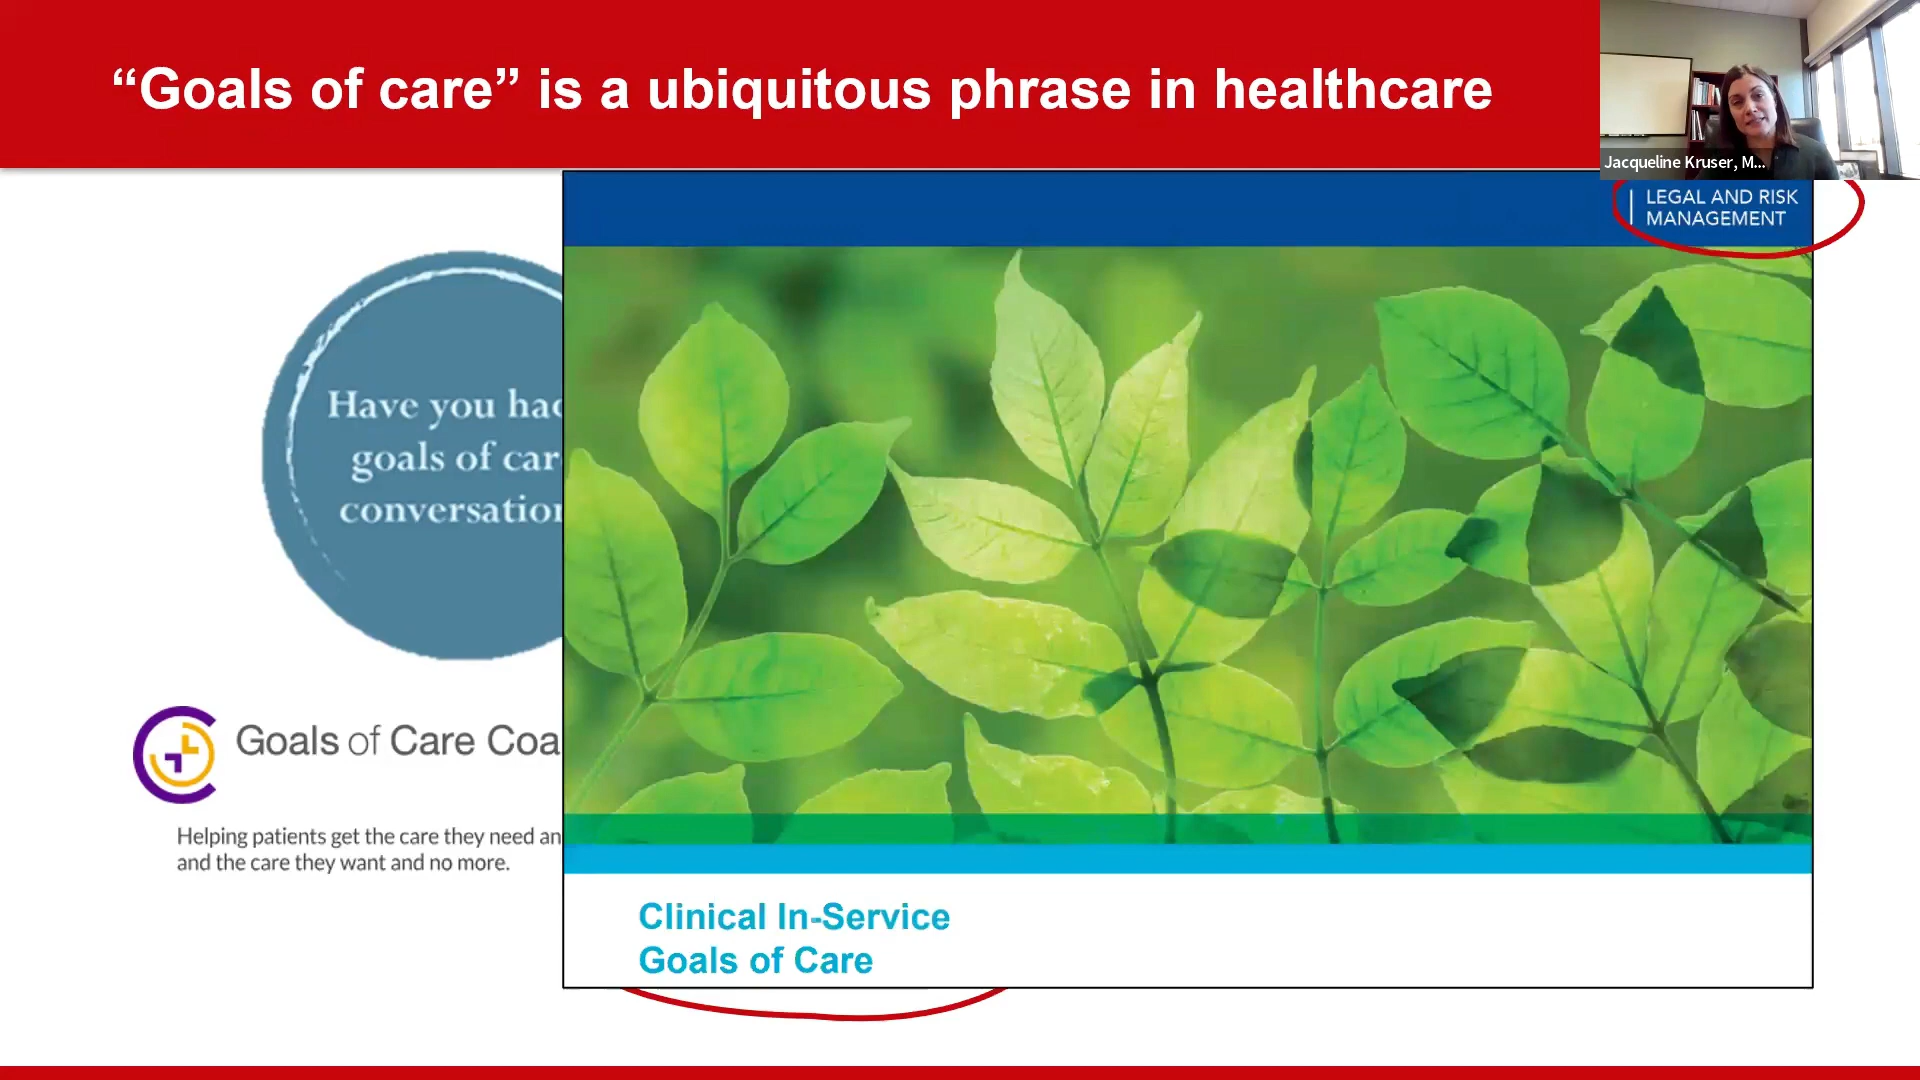 “Goals of care” is a ubiquitous phrase in healthcare
Jacqueline Kruser, M...
LEGAL AND RISK
MANAGEMENT
Have you had
goals of car
conversation
Goals of Care Coa
Helping patients get the care they need an
and the care they want and no more.
Clinical In-Service
Goals of Care